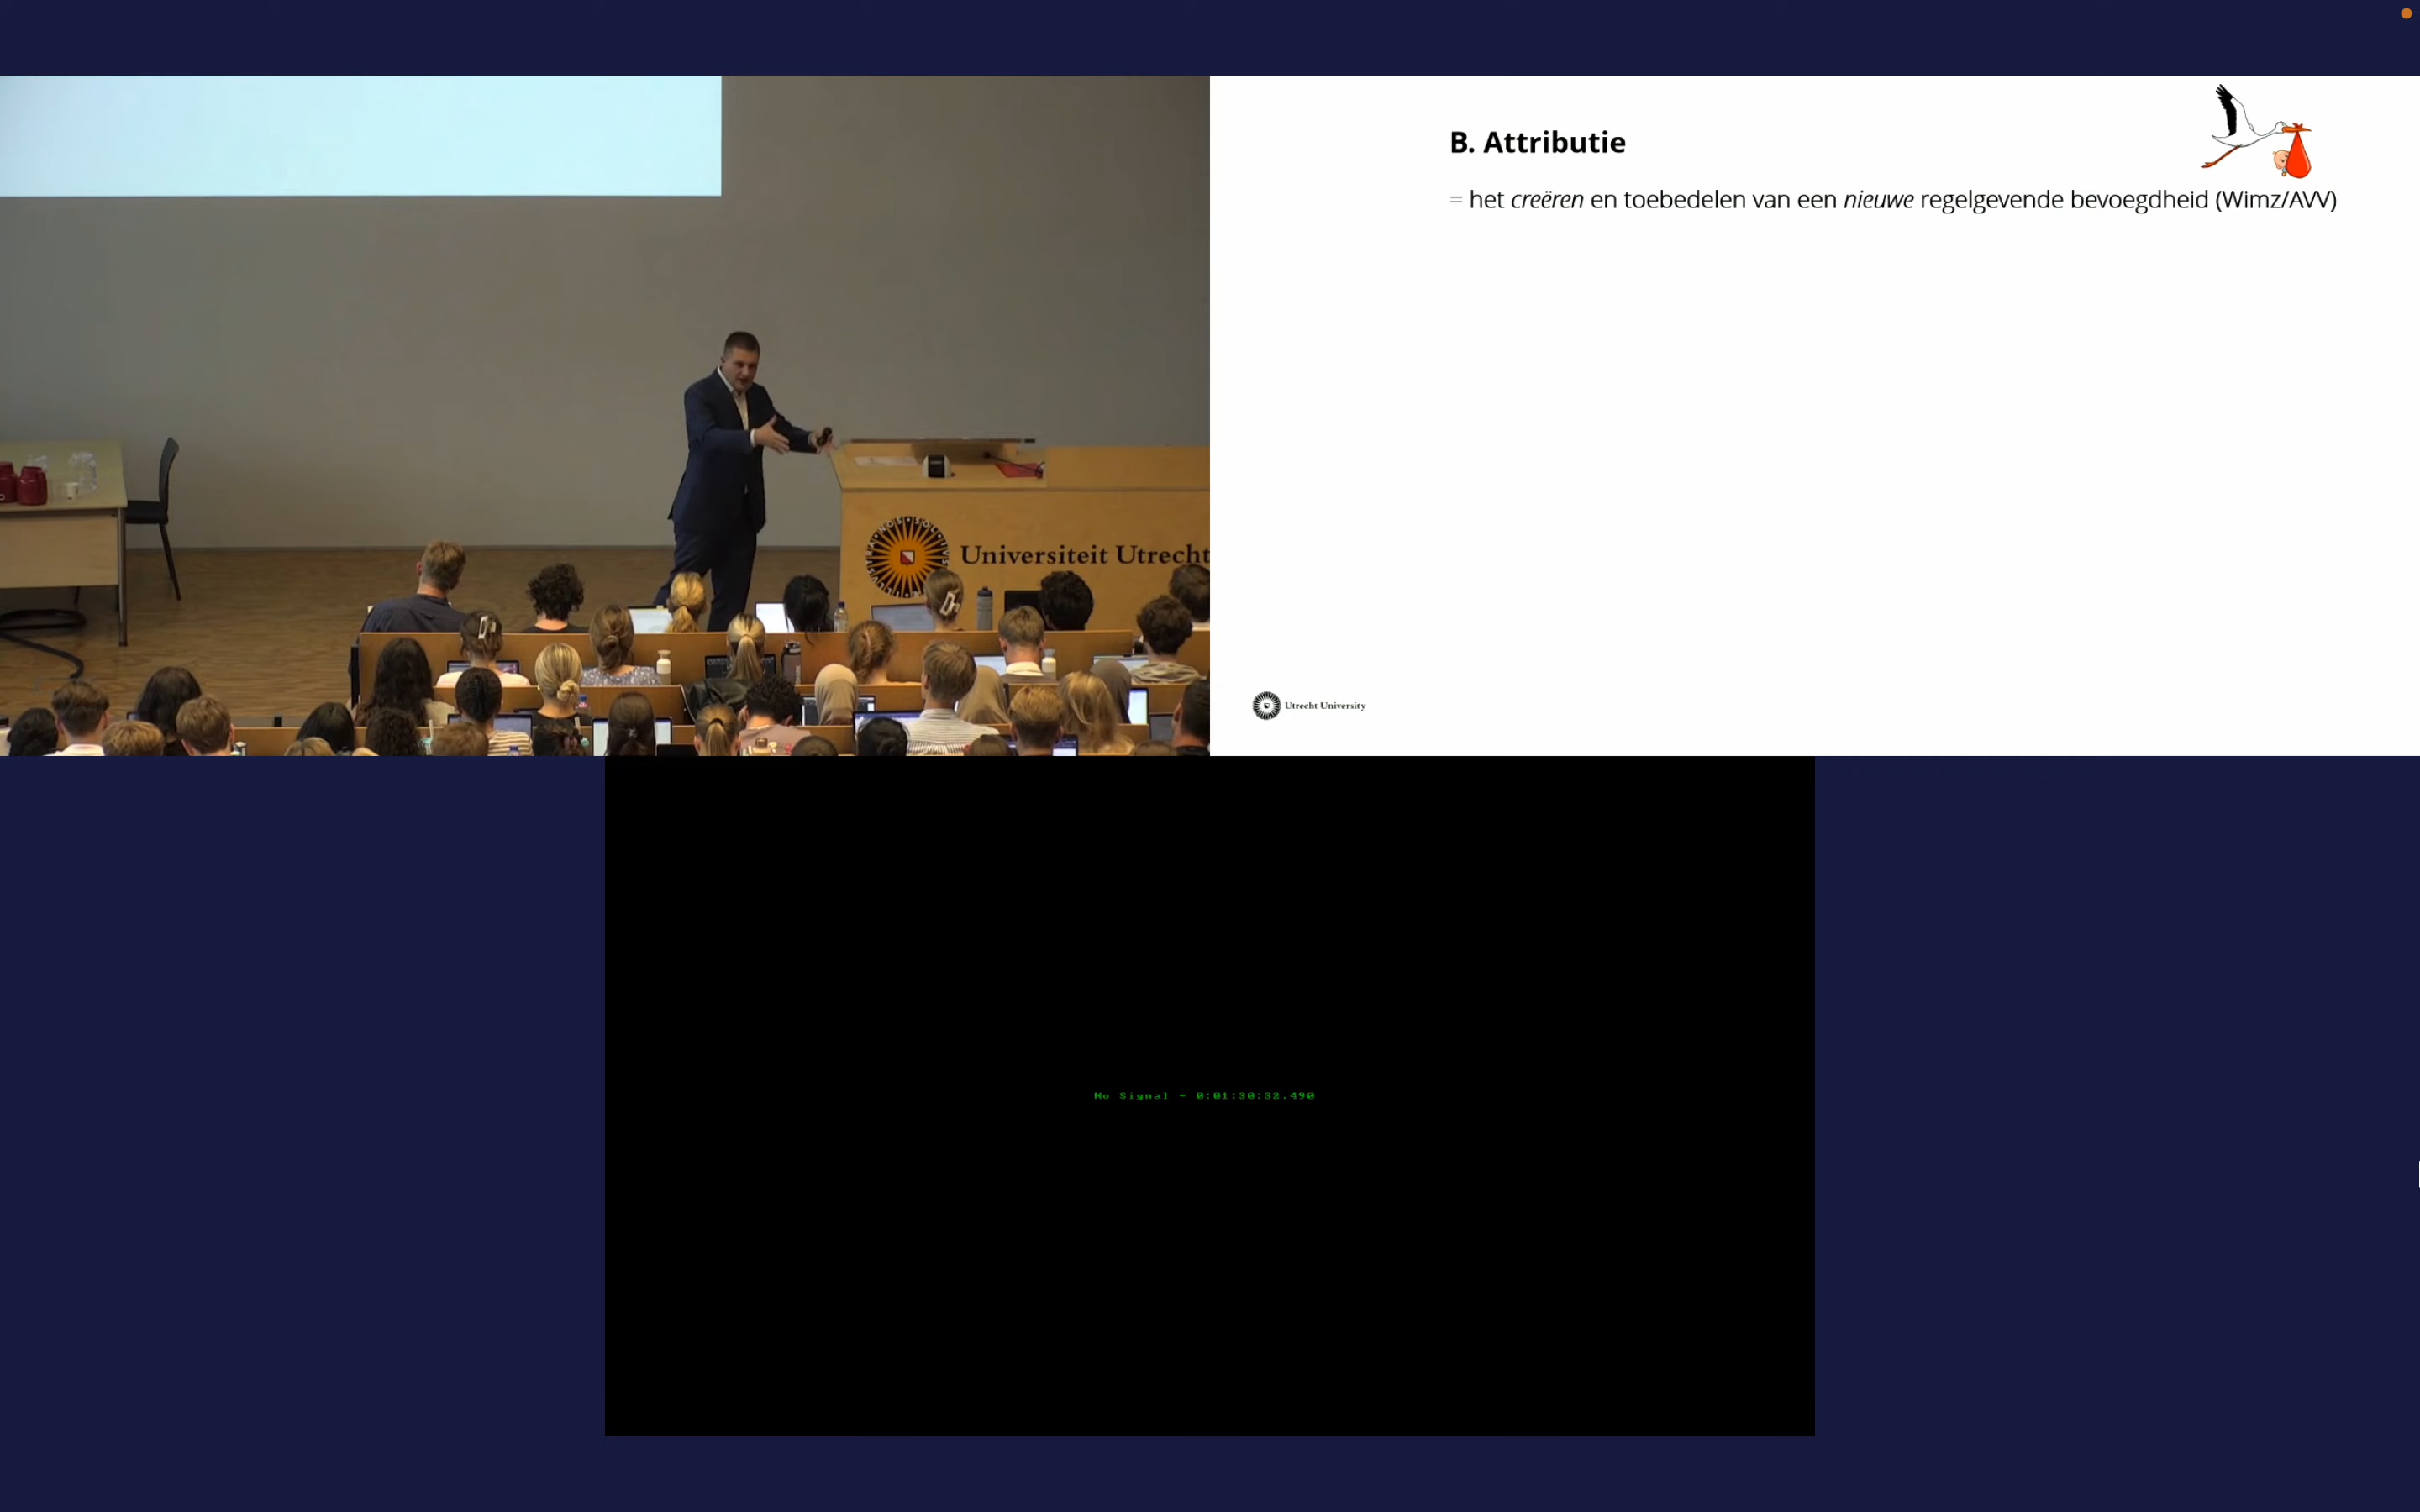 B. Attributie
= het creëren en toebedelen van een nieuwe regelgevende bevoegdheid (Wimz/AVV)
Universiteit Utrecht
Utrecht University
No Signal - 0:01:30:32.490